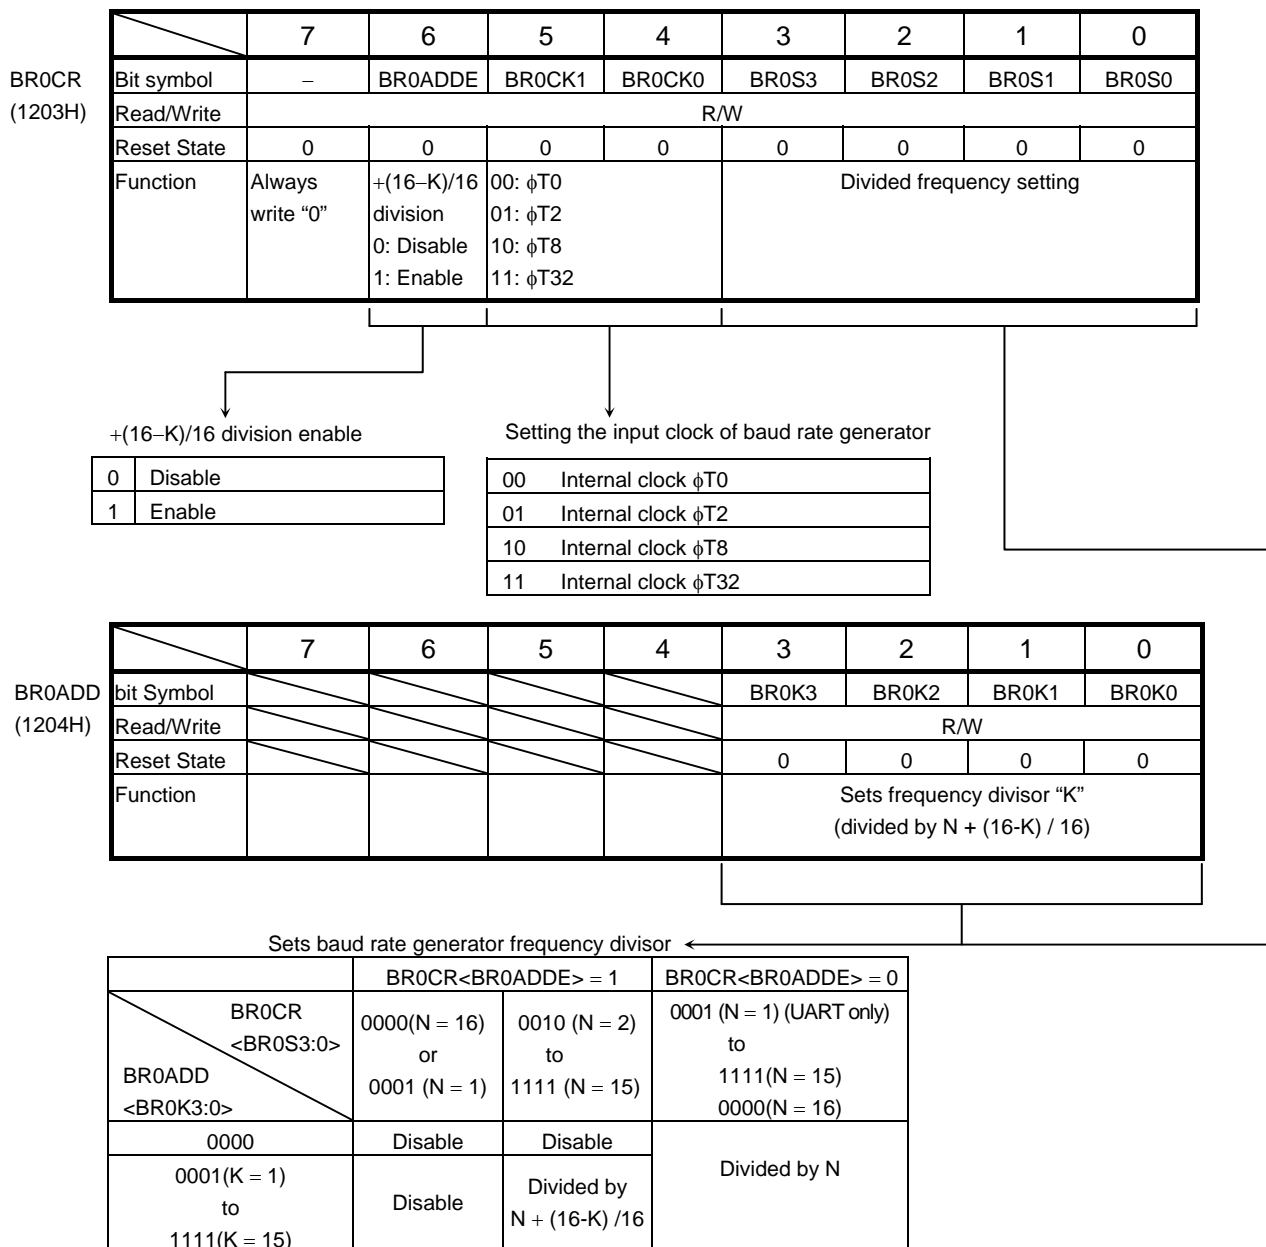 7 6 5 4 3 2 1 0
BR0CR Bit symbol – BR0ADDE BR0CK1 BR0CK0 BR0S3 BR0S2 BR0S1 BR0S0
(1203H) Read/Write R/W
Reset State 0 0 0 0 0 0 0 0
Function Always +(16–K)/16 00: ϕT0 Divided frequency setting
write “0” division 01: ϕT2
0: Disable 10: ϕT8
1: Enable 11: ϕT32
+(16–K)/16 division enable Setting the input clock of baud rate generator
0 Disable 00 Internal clock ϕT0
1 Enable 01 Internal clock ϕT2
10 Internal clock ϕT8
11 Internal clock ϕT32
7 6 5 4 3 2 1 0
BR0ADD bit Symbol BR0K3 BR0K2 BR0K1 BR0K0
(1204H) Read/Write R/W
Reset State 0 0 0 0
Function Sets frequency divisor “K”
(divided by N + (16-K) / 16)
Sets baud rate generator frequency divisor
BR0CR<BR0ADDE> = 1 BR0CR<BR0ADDE> = 0
BR0CR 0000(N = 16) 0010 (N = 2) 0001 (N = 1) (UART only)
<BR0S3:0> or to to
BR0ADD 0001 (N = 1) 1111 (N = 15) 1111(N = 15)
<BR0K3:0> 0000(N = 16)
0000 Disable Disable Divided by N
0001(K = 1) Disable Divided by
to N + (16-K) /16
1111(K = 15)